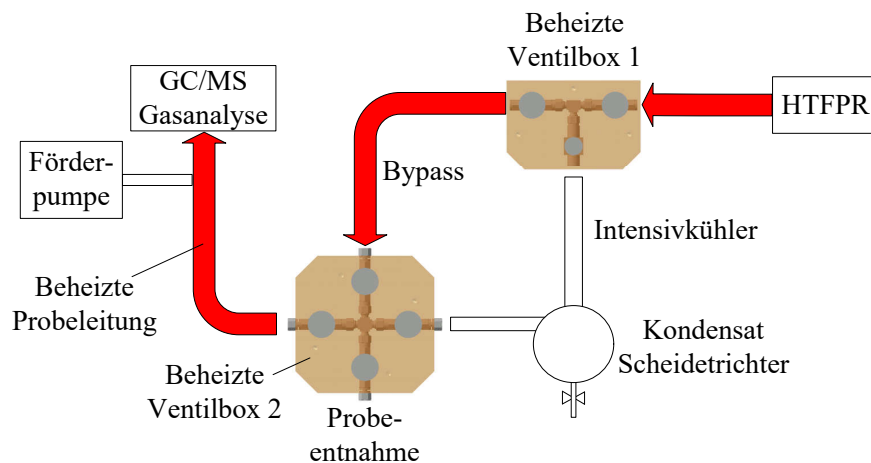 Beheizte
Ventilbox 1
GC/MS
Gasanalyse
HTFPR
Förder-
pumpe
Bypass
Intensivkühler
Beheizte
Probeleitung
Kondensat
Scheidetrichter
Beheizte
Ventilbox 2
Probe-
entnahme